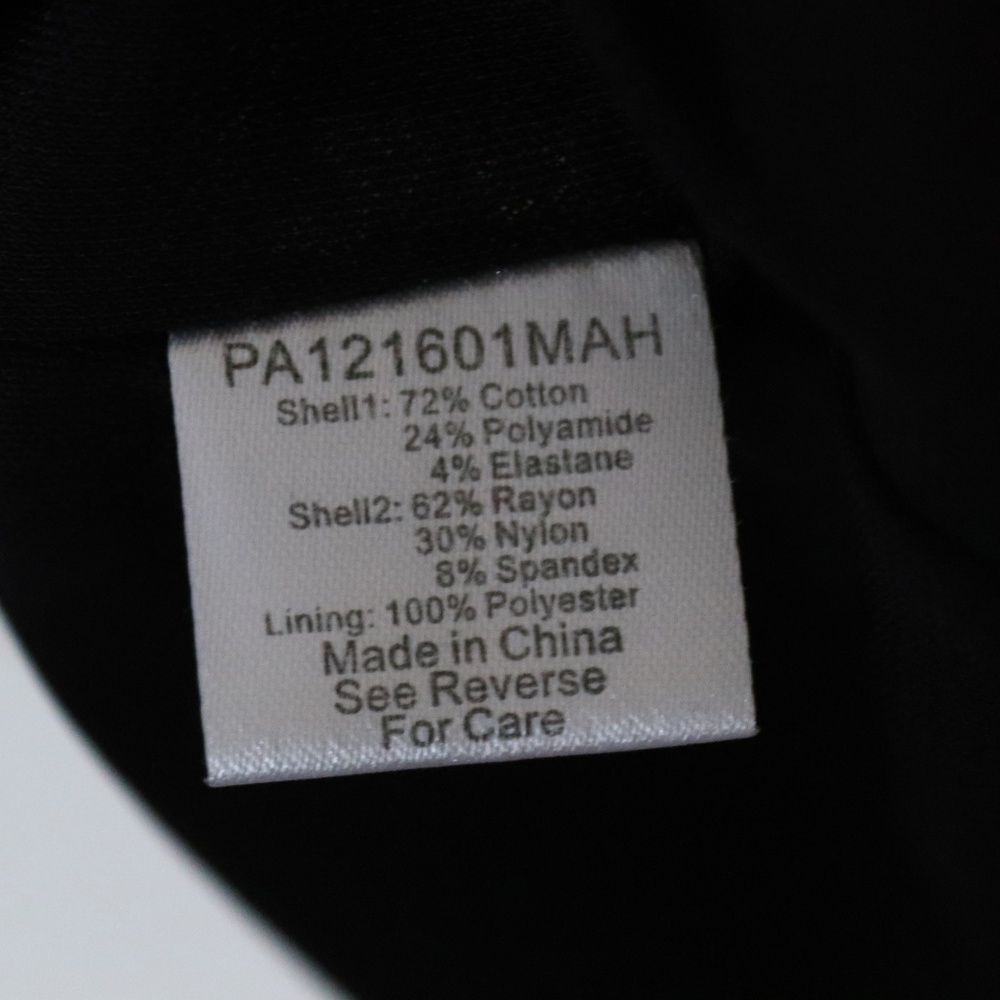 PA121601MAH
Shell1: 72% Cotton
24% Polyamide
4% Elastane
Shell2: 62% Rayon
30% Nylon
8% Spandex
Lining: 100% Polyester
Made in China
See Reverse
For Care